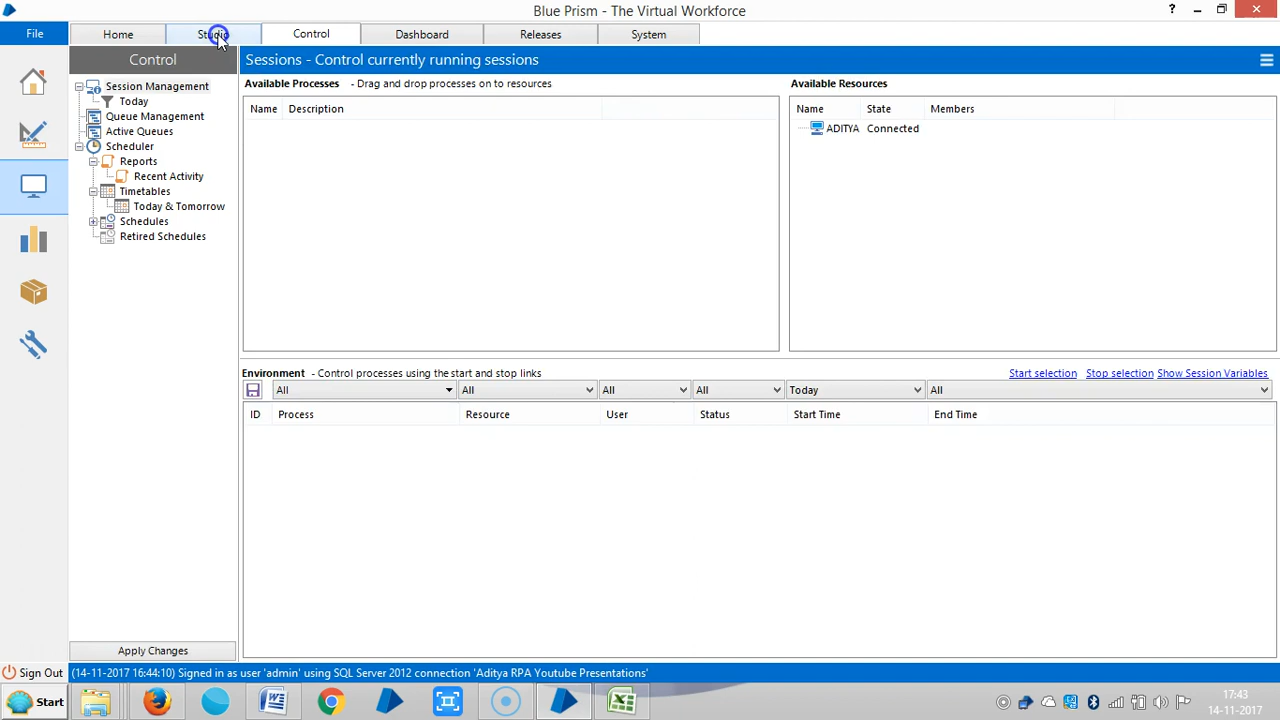 Blue Prism - The Virtual Workforce
?
File
Home
Studio
Control
Dashboard
Releases
System
Control
Sessions - Control currently running sessions
Session Management
Today
Queue Management
Active Queues
Scheduler
Reports
Recent Activity
Timetables
Today & Tomorrow
Schedules
Retired Schedules
Available Processes - Drag and drop processes on to resources
Name Description
Available Resources
Name State Members
ADITYA Connected
Environment - Control processes using the start and stop links
Start selection Stop selection Show Session Variables
All All All All Today All
ID Process Resource User Status Start Time End Time
Apply Changes
Sign Out
(14-11-2017 16:44:10) Signed in as user 'admin' using SQL Server 2012 connection 'Aditya RPA Youtube Presentations'
Start
17:43
14-11-2017